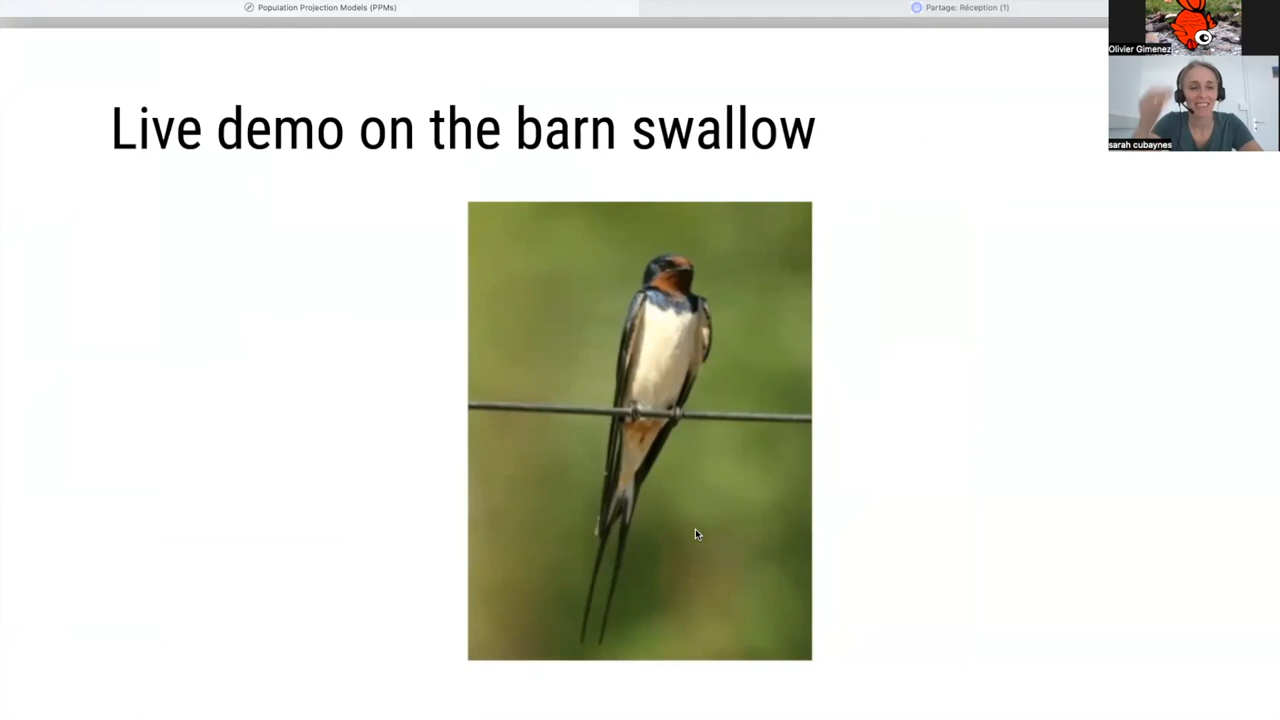 Population Projection Models (PPMs)
Partage: Réception (1)
Olivier Gimenez
sarah cubaynes
Live demo on the barn swallow